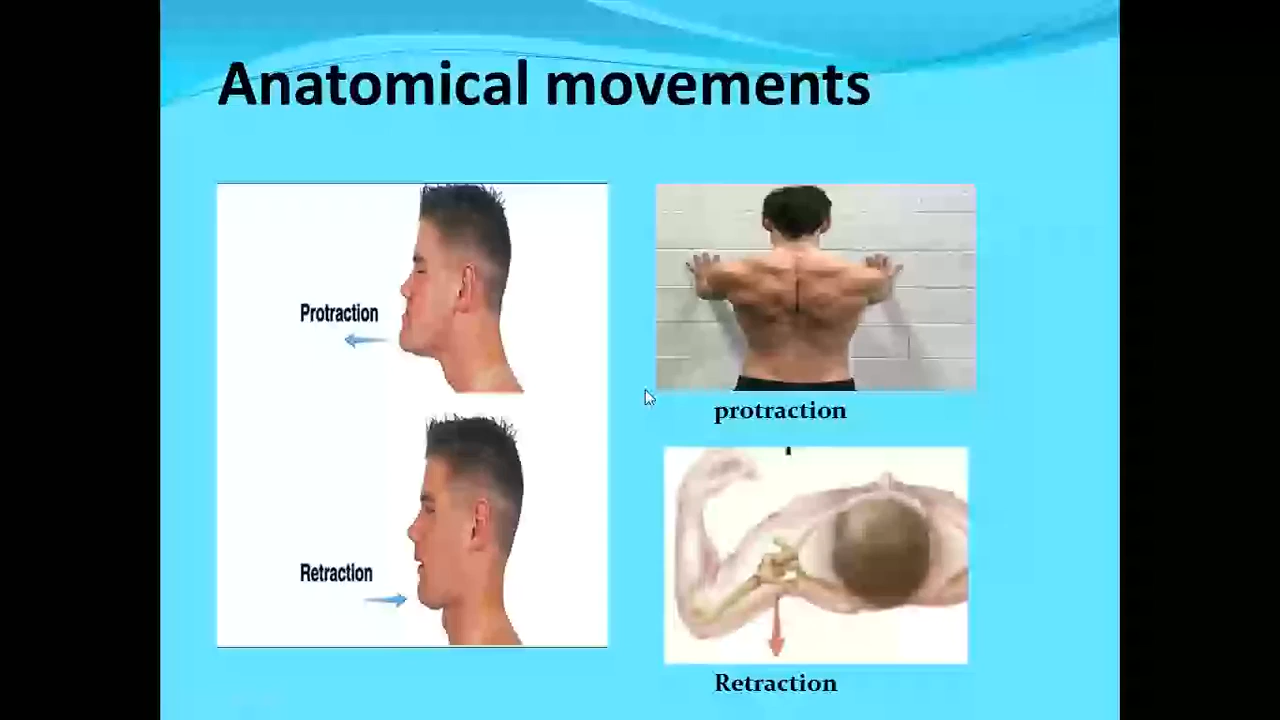 Anatomical movements
Protraction
Retraction
protraction
Retraction